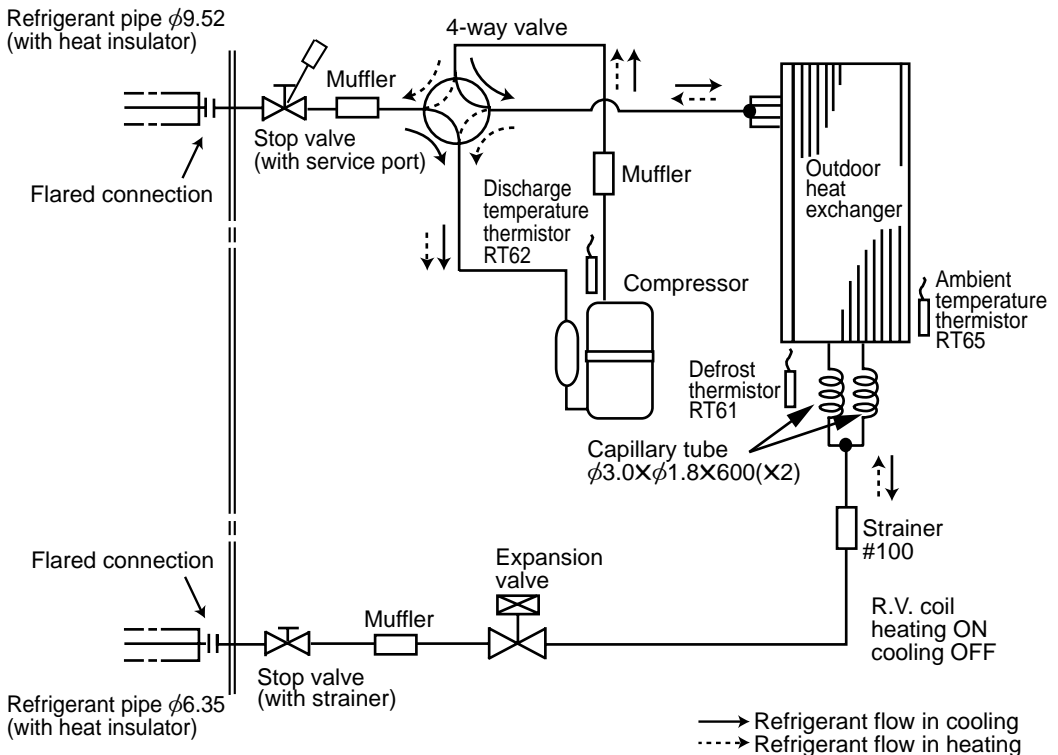 Refrigerant pipe ϕ9.52
(with heat insulator)
4-way valve
Muffler
Stop valve
(with service port)
Flared connection
Muffler
Discharge
temperature
thermistor
RT62
Compressor
Outdoor
heat
exchanger
Ambient
temperature
thermistor
RT65
Defrost
thermistor
RT61
Capillary tube
ϕ3.0×ϕ1.8×600(×2)
Strainer
#100
Flared connection
Expansion
valve
Muffler
Stop valve
(with strainer)
R.V. coil
heating ON
cooling OFF
Refrigerant pipe ϕ6.35
(with heat insulator)
Refrigerant flow in cooling
Refrigerant flow in heating